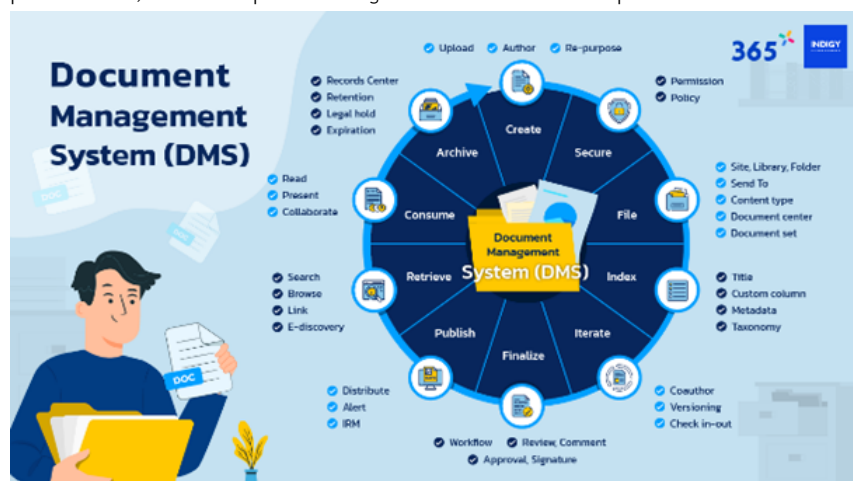 Document
Management
System (DMS)
365
INDIGY
Upload
Author
Re-purpose
Records Center
Retention
Legal hold
Expiration
Permission
Policy
Read
Present
Collaborate
Site, Library, Folder
Send To
Content type
Document center
Document set
Search
Browse
Link
E-discovery
Title
Custom column
Metadata
Taxonomy
Distribute
Alert
IRM
Coauthor
Versioning
Check in-out
Workflow
Review, Comment
Approval, Signature
Create
Secure
File
Index
Iterate
Finalize
Publish
Retrieve
Consume
Archive
Document
Management
System (DMS)
DOC
DOC
DOC